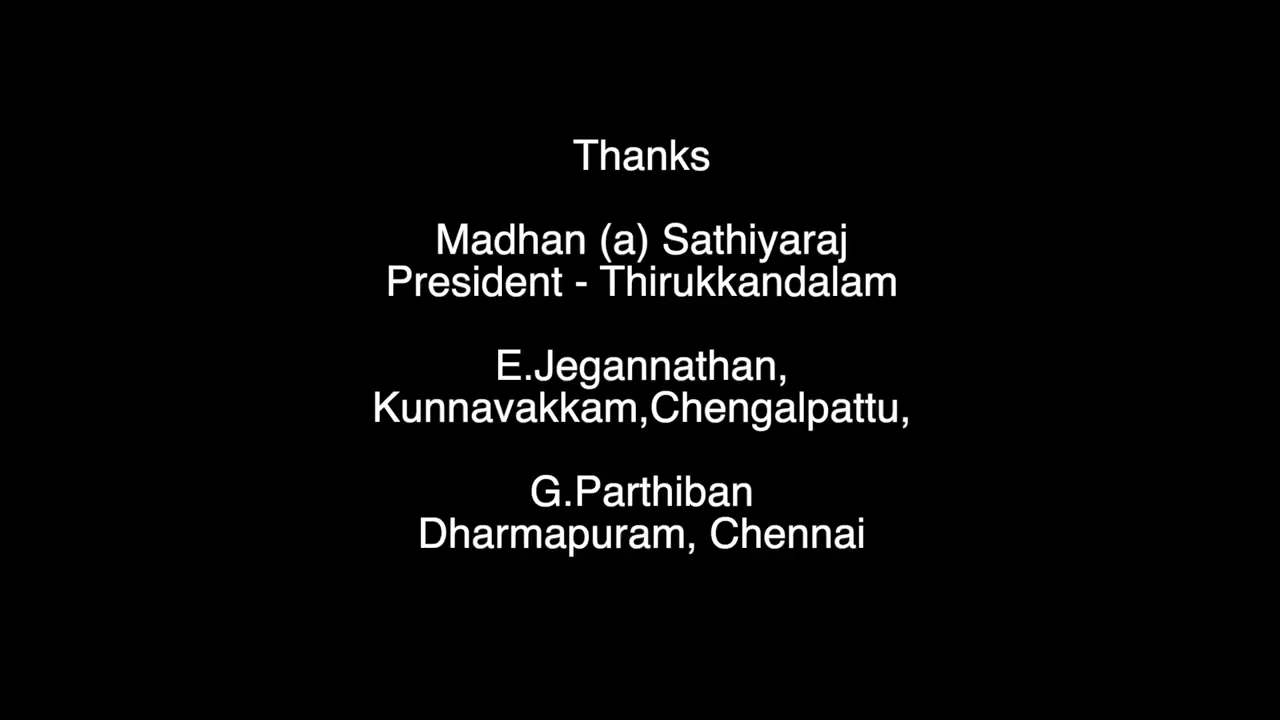 Thanks
Madhan (a) Sathiyaraj
President - Thirukkandalam
E.Jegannathan,
Kunnavakkam,Chengalpattu,
G.Parthiban
Dharmapuram, Chennai